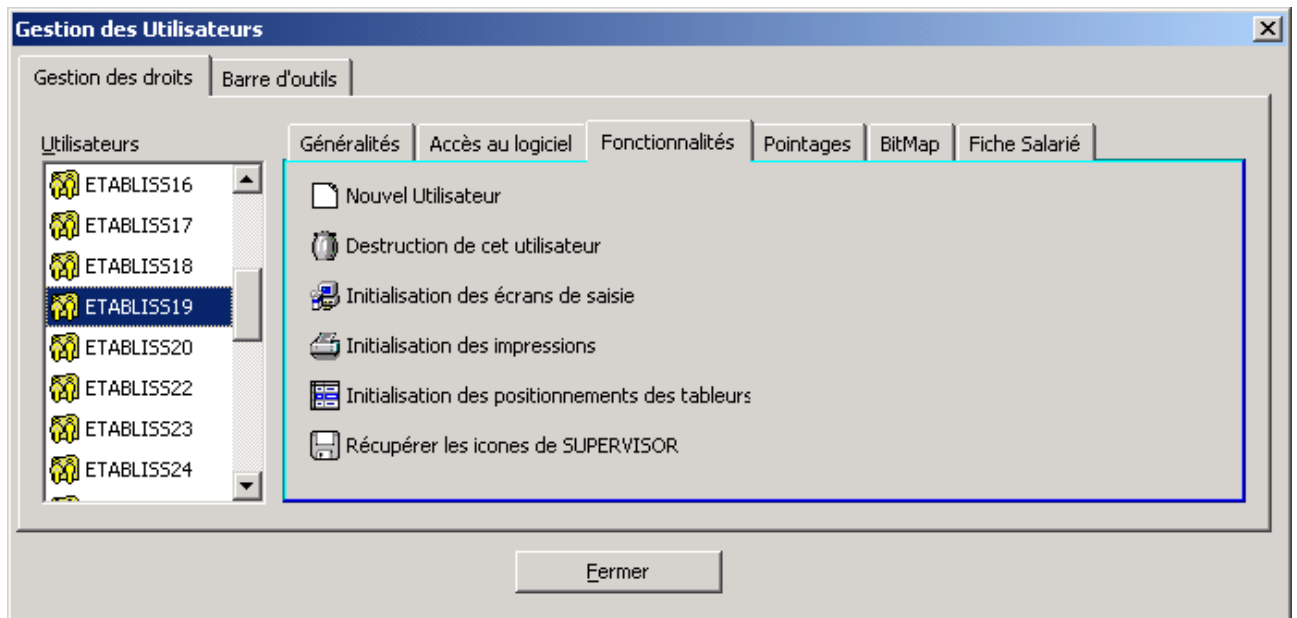 Gestion des Utilisateurs
Gestion des droits
Barre d'outils
Utilisateurs
ETABLISS16
ETABLISS17
ETABLISS18
ETABLISS19
ETABLISS20
ETABLISS22
ETABLISS23
ETABLISS24
Généralités
Accès au logiciel
Fonctionnalités
Pointages
BitMap
Fiche Salarié
Nouvel Utilisateur
Destruction de cet utilisateur
Initialisation des écrans de saisie
Initialisation des impressions
Initialisation des positionnements des tableurs
Récupérer les icones de SUPERVISOR
Fermer